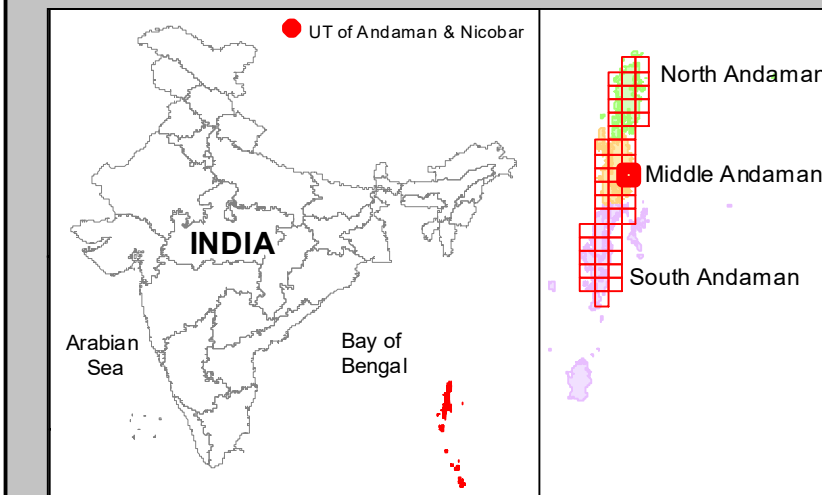 UT of Andaman & Nicobar
INDIA
Arabian
Sea
Bay of
Bengal
North Andaman
Middle Andaman
South Andaman